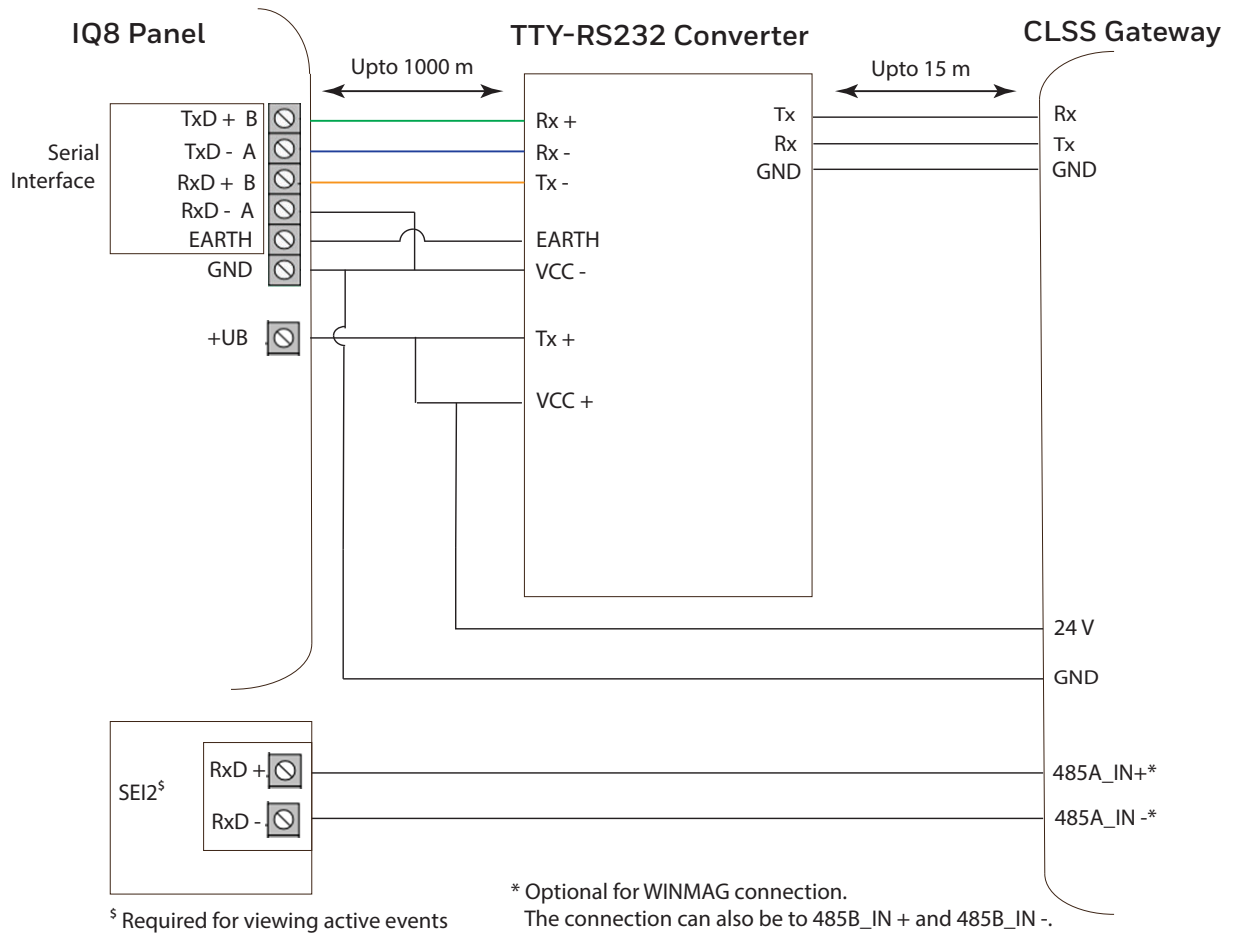 IQ8 Panel
TTY-RS232 Converter
CLSS Gateway
Upto 1000 m
Upto 15 m
Serial
Interface
TxD + B
TxD - A
RxD + B
RxD - A
EARTH
GND
+UB
Rx +
Rx -
Tx -
EARTH
VCC -
Tx +
VCC +
Tx
Rx
GND
Rx
Tx
GND
24 V
GND
SEI2$
RxD +
RxD -
485A_IN+*
485A_IN -*
$ Required for viewing active events
* Optional for WINMAG connection.
The connection can also be to 485B_IN + and 485B_IN -.